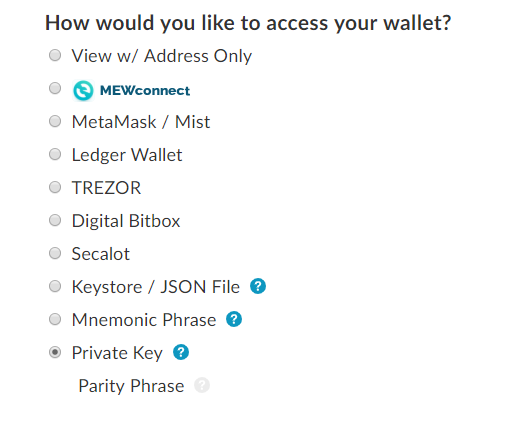 How would you like to access your wallet?
View w/ Address Only
MEWconnect
MetaMask / Mist
Ledger Wallet
TREZOR
Digital Bitbox
Secalot
Keystore / JSON File ?
Mnemonic Phrase ?
Private Key ?
Parity Phrase ?